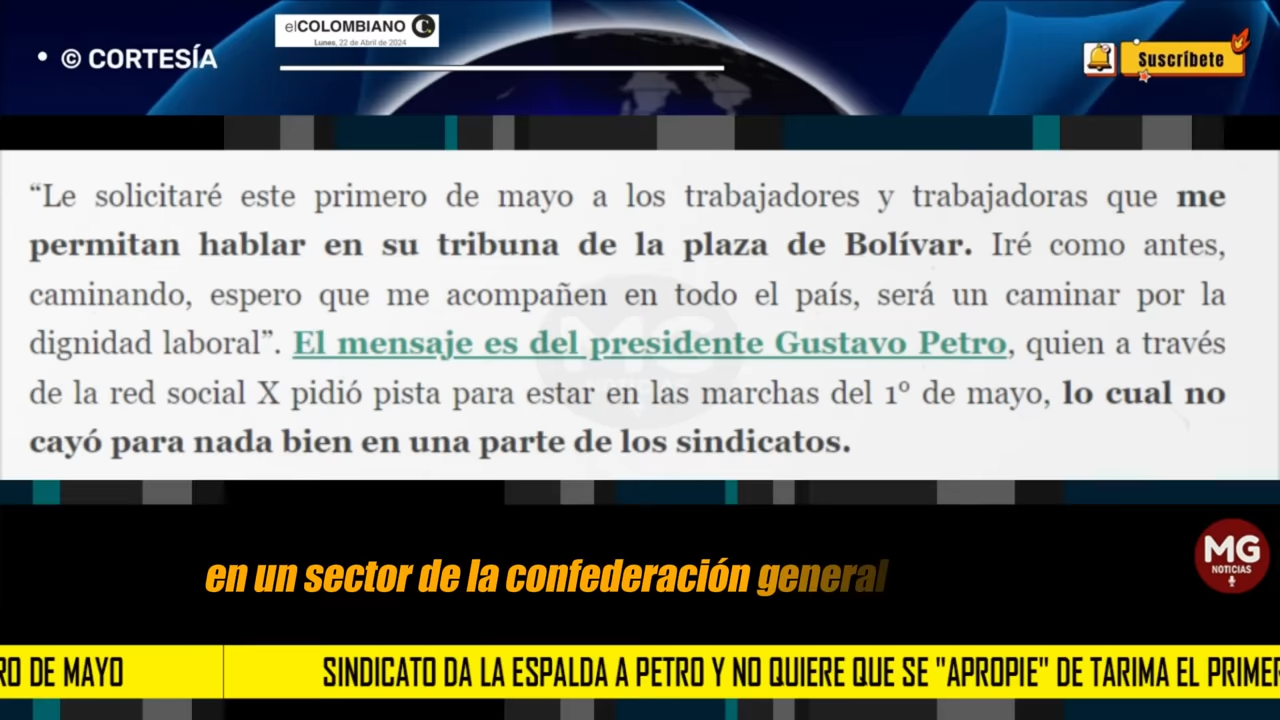 elCOLOMBIANO
Lunes, 22 de Abril de 2024
• © CORTESÍA
Suscríbete
“Le solicitaré este primero de mayo a los trabajadores y trabajadoras que me
permitan hablar en su tribuna de la plaza de Bolívar. Iré como antes,
caminando, espero que me acompañen en todo el país, será un caminar por la
dignidad laboral”. El mensaje es del presidente Gustavo Petro, quien a través
de la red social X pidió pista para estar en las marchas del 1º de mayo, lo cual no
cayó para nada bien en una parte de los sindicatos.
MG
NOTICIAS
en un sector de la confederación general
MG
NOTICIAS
RO DE MAYO
SINDICATO DA LA ESPALDA A PETRO Y NO QUIERE QUE SE "APROPIE" DE TARIMA EL PRIMER